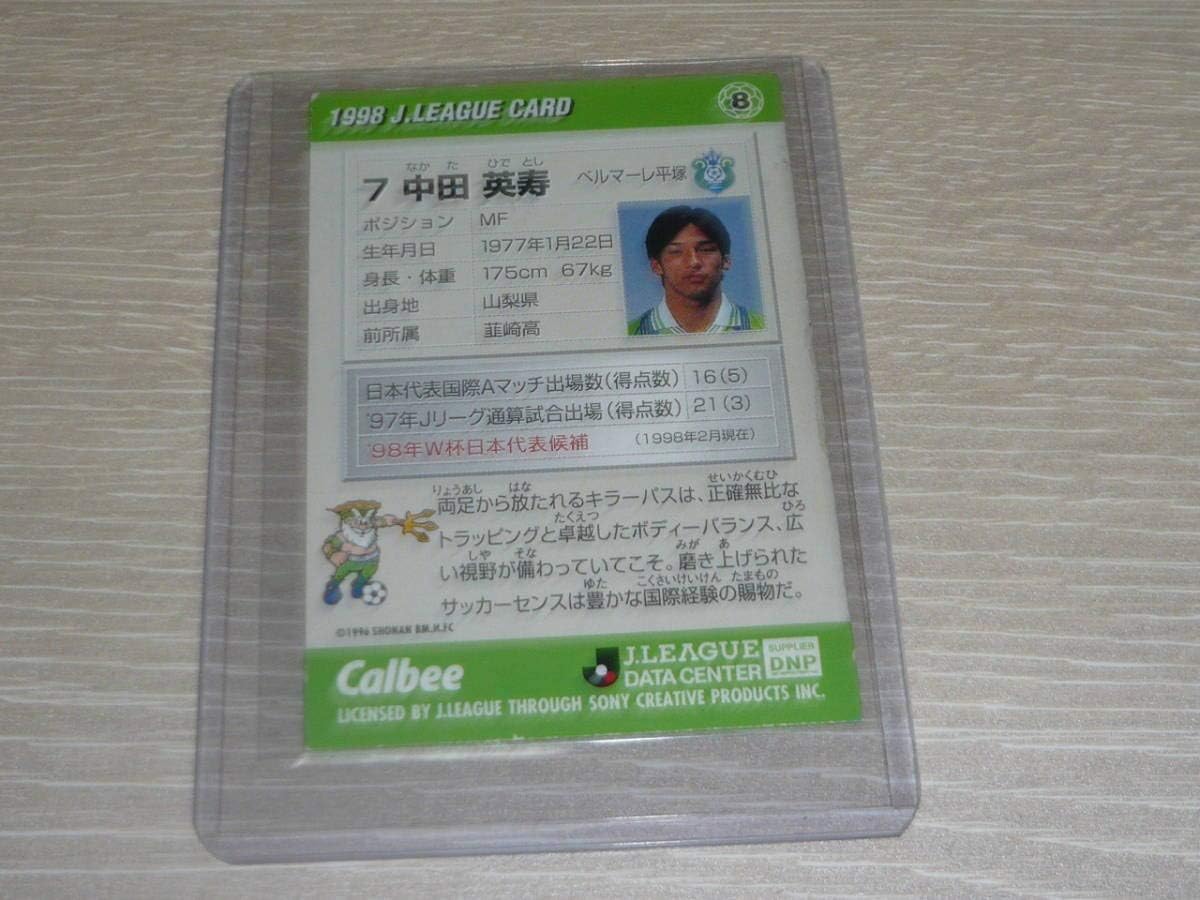 1998 J.LEAGUE CARD
8
なか た ひで とし
7 中田 英寿 ベルマーレ平塚
ポジション MF
生年月日 1977年1月22日
身長・体重 175cm 67kg
出身地 山梨県
前所属 韮崎高
日本代表国際Aマッチ出場数(得点数) 16(5)
'97年Jリーグ通算試合出場(得点数) 21(3)
'98年W杯日本代表候補 (1998年2月現在)
りょうあし はな せいかくむひ
両足から放たれるキラーパスは、正確無比な
たくえつ ひろ
トラッピングと卓越したボディーバランス、広
しや そな みが あ
い視野が備わっていてこそ。磨き上げられた
ゆた こくさいけいけん たまもの
サッカーセンスは豊かな国際経験の賜物だ。
©1996 SHONAN BM.H.FC
Calbee
J.LEAGUE
DATA CENTER
SUPPLIER
DNP
LICENSED BY J.LEAGUE THROUGH SONY CREATIVE PRODUCTS INC.